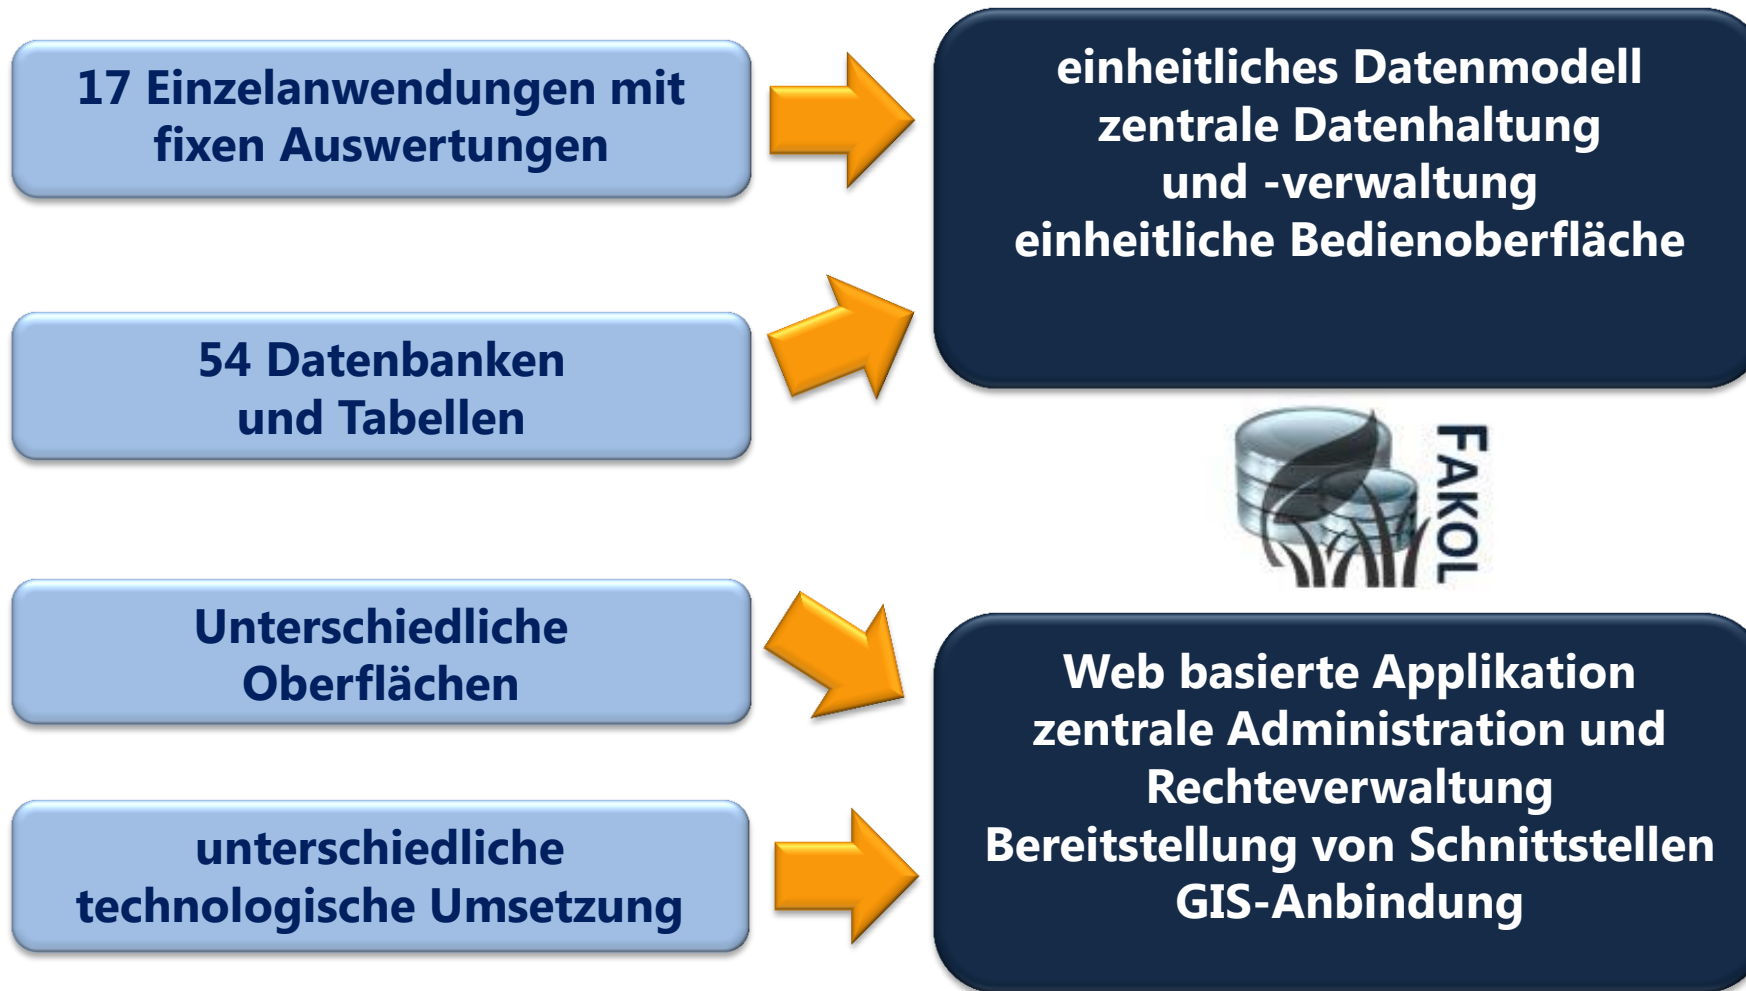 17 Einzelanwendungen mit
fixen Auswertungen
54 Datenbanken
und Tabellen
Unterschiedliche
Oberflächen
unterschiedliche
technologische Umsetzung
einheitliches Datenmodell
zentrale Datenhaltung
und -verwaltung
einheitliche Bedienoberfläche
FAKOL
Web basierte Applikation
zentrale Administration und
Rechteverwaltung
Bereitstellung von Schnittstellen
GIS-Anbindung